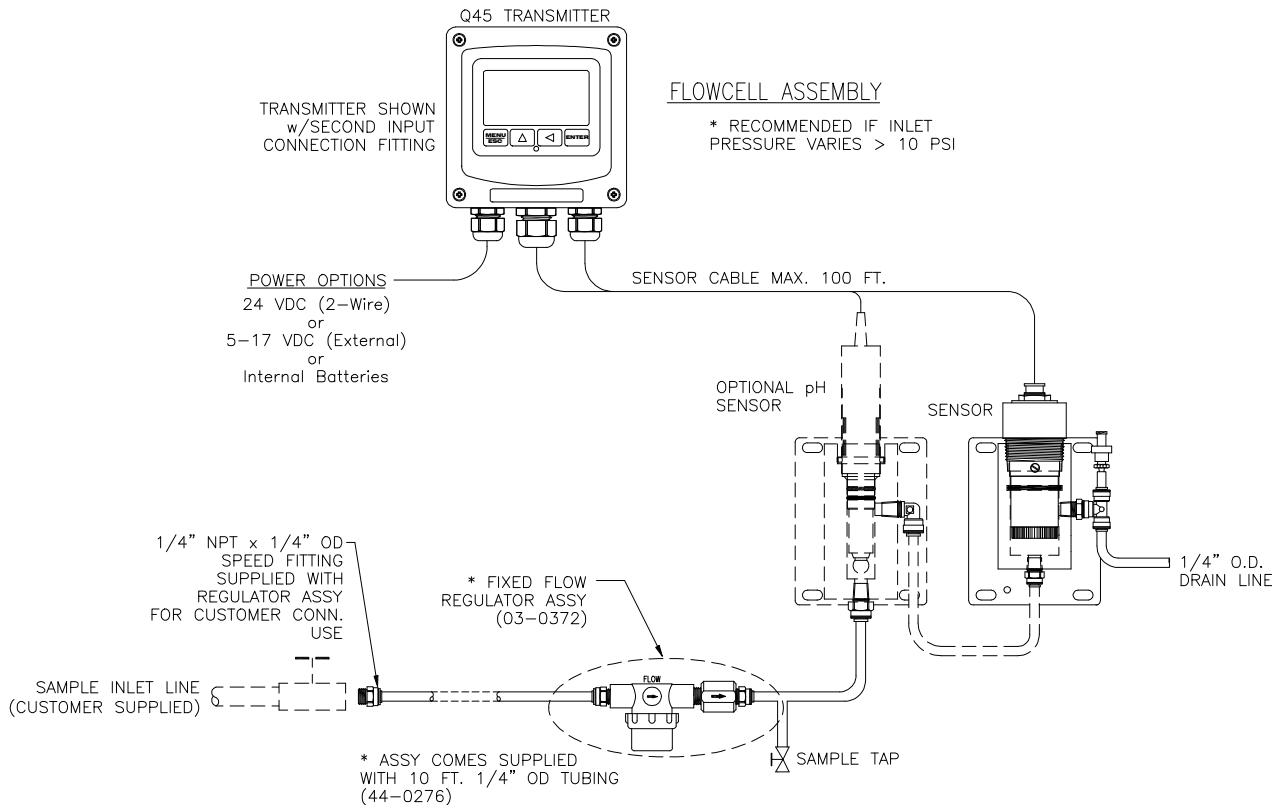 Q45 TRANSMITTER
TRANSMITTER SHOWN
w/SECOND INPUT
CONNECTION FITTING
MENU
ESC
ENTER
FLOWCELL ASSEMBLY
* RECOMMENDED IF INLET
PRESSURE VARIES > 10 PSI
POWER OPTIONS
24 VDC (2-Wire)
or
5-17 VDC (External)
or
Internal Batteries
SENSOR CABLE MAX. 100 FT.
OPTIONAL pH
SENSOR
SENSOR
1/4" NPT x 1/4" OD
SPEED FITTING
SUPPLIED WITH
REGULATOR ASSY
FOR CUSTOMER CONN.
USE
* FIXED FLOW
REGULATOR ASSY
(03-0372)
1/4" O.D.
DRAIN LINE
SAMPLE INLET LINE
(CUSTOMER SUPPLIED)
FLOW
* ASSY COMES SUPPLIED
WITH 10 FT. 1/4" OD TUBING
(44-0276)
SAMPLE TAP